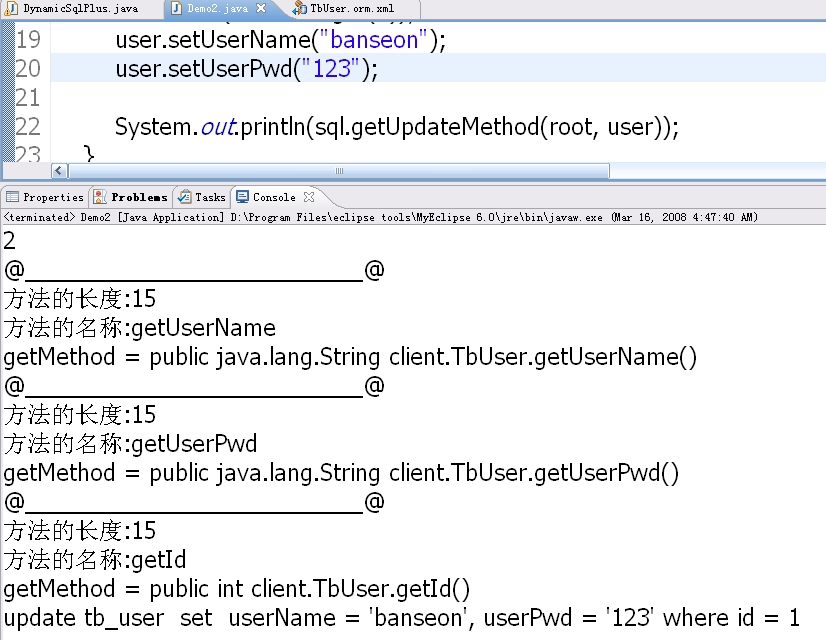 DynamicSqlPlus.java Demo2.java TbUser.orm.xml
19 user.setUserName("banseon");
20 user.setUserPwd("123");
21
22 System.out.println(sql.getUpdateMethod(root, user));
23 }
Properties Problems Tasks Console
<terminated> Demo2 [Java Application] D:\Program Files\eclipse tools\MyEclipse 6.0\jre\bin\javaw.exe (Mar 16, 2008 4:47:40 AM)
2
@__________________________@
方法的长度:15
方法的名称:getUserName
getMethod = public java.lang.String client.TbUser.getUserName()
@__________________________@
方法的长度:15
方法的名称:getUserPwd
getMethod = public java.lang.String client.TbUser.getUserPwd()
@__________________________@
方法的长度:15
方法的名称:getId
getMethod = public int client.TbUser.getId()
update tb_user  set  userName = 'banseon', userPwd = '123' where id = 1